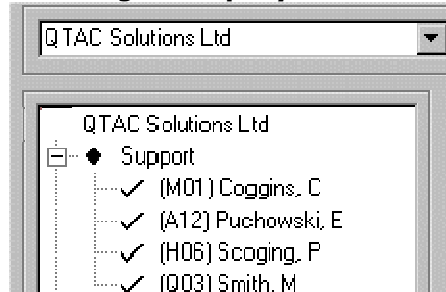 QTAC Solutions Ltd
QTAC Solutions Ltd
Support
(M01) Coggins, C
(A12) Puchowski, E
(H06) Scoging, P
(Q03) Smith, M